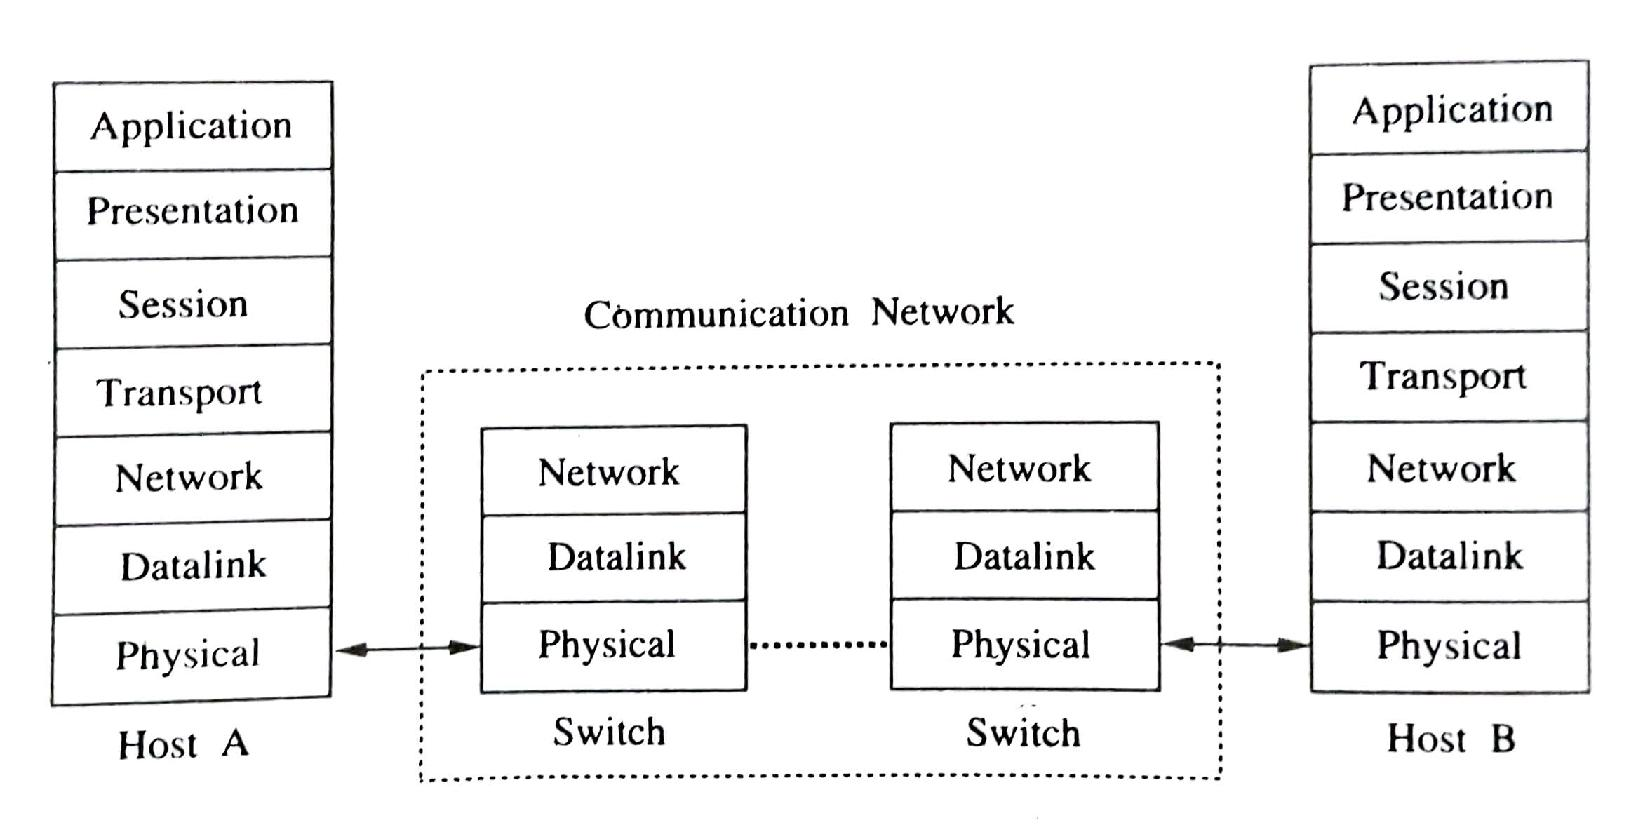 Application
Presentation
Session
Transport
Network
Datalink
Physical
Host A
Communication Network
Network
Datalink
Physical
Switch
Network
Datalink
Physical
Switch
Application
Presentation
Session
Transport
Network
Datalink
Physical
Host B